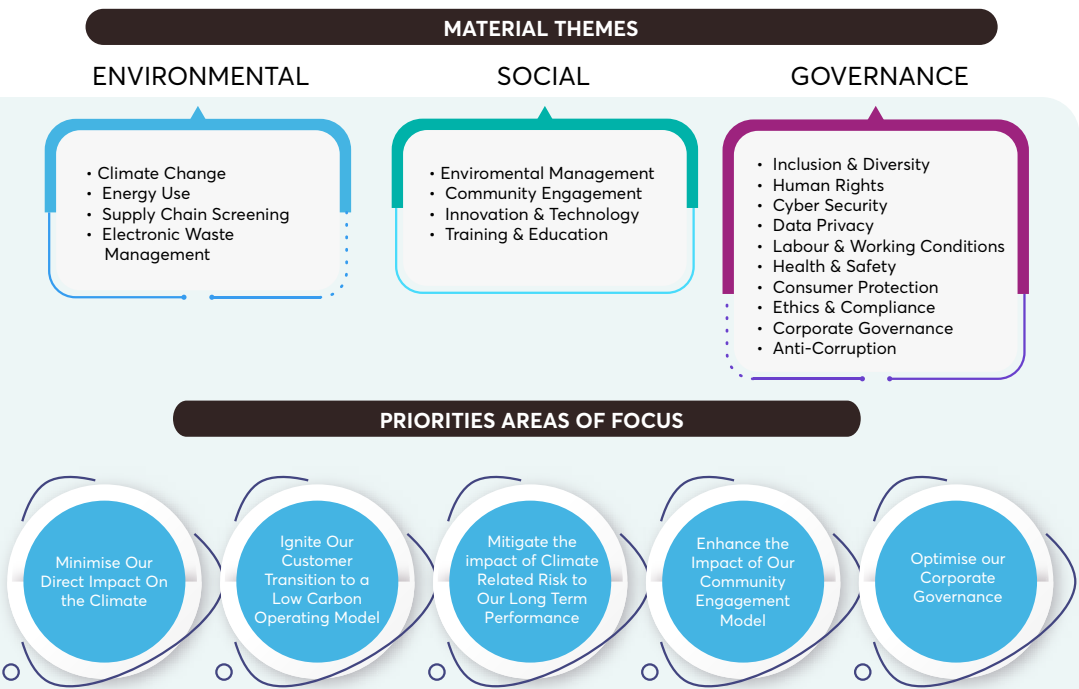 MATERIAL THEMES
ENVIRONMENTAL
• Climate Change
• Energy Use
• Supply Chain Screening
• Electronic Waste
Management
SOCIAL
• Enviromental Management
• Community Engagement
• Innovation & Technology
• Training & Education
GOVERNANCE
• Inclusion & Diversity
• Human Rights
• Cyber Security
• Data Privacy
• Labour & Working Conditions
• Health & Safety
• Consumer Protection
• Ethics & Compliance
• Corporate Governance
• Anti-Corruption
PRIORITIES AREAS OF FOCUS
Minimise Our
Direct Impact On
the Climate
Ignite Our
Customer
Transition to a
Low Carbon
Operating Model
Mitigate the
impact of Climate
Related Risk to
Our Long Term
Performance
Enhance the
Impact of Our
Community
Engagement
Model
Optimise our
Corporate
Governance